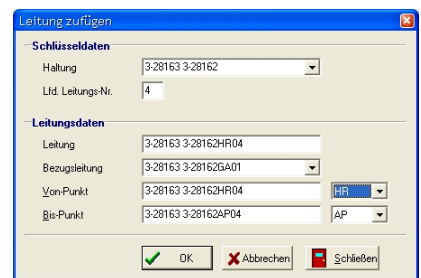 Leitung zufügen
Schlüsseldaten
Haltung 3-28163 3-28162
Lfd. Leitungs-Nr. 4
Leitungsdaten
Leitung 3-28163 3-28162HR04
Bezugsleitung 3-28163 3-28162GA01
Von-Punkt 3-28163 3-28162HR04 HR
Bis-Punkt 3-28163 3-28162AP04 AP
OK Abbrechen Schließen